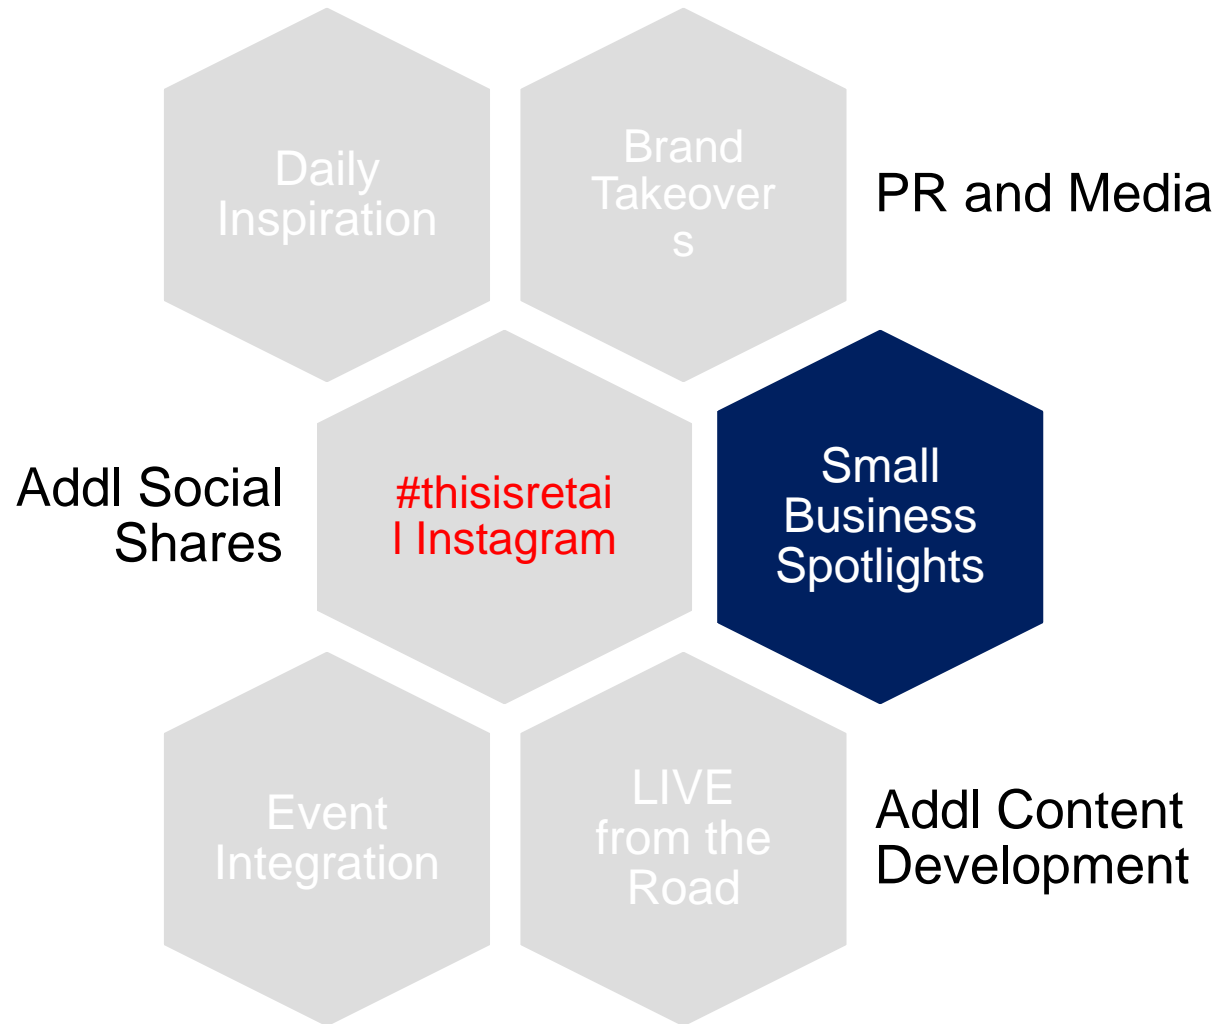 Daily
Inspiration
Brand
Takeover
s
PR and Media
Addl Social
Shares
#thisisretai
l Instagram
Small
Business
Spotlights
Event
Integration
LIVE
from the
Road
Addl Content
Development